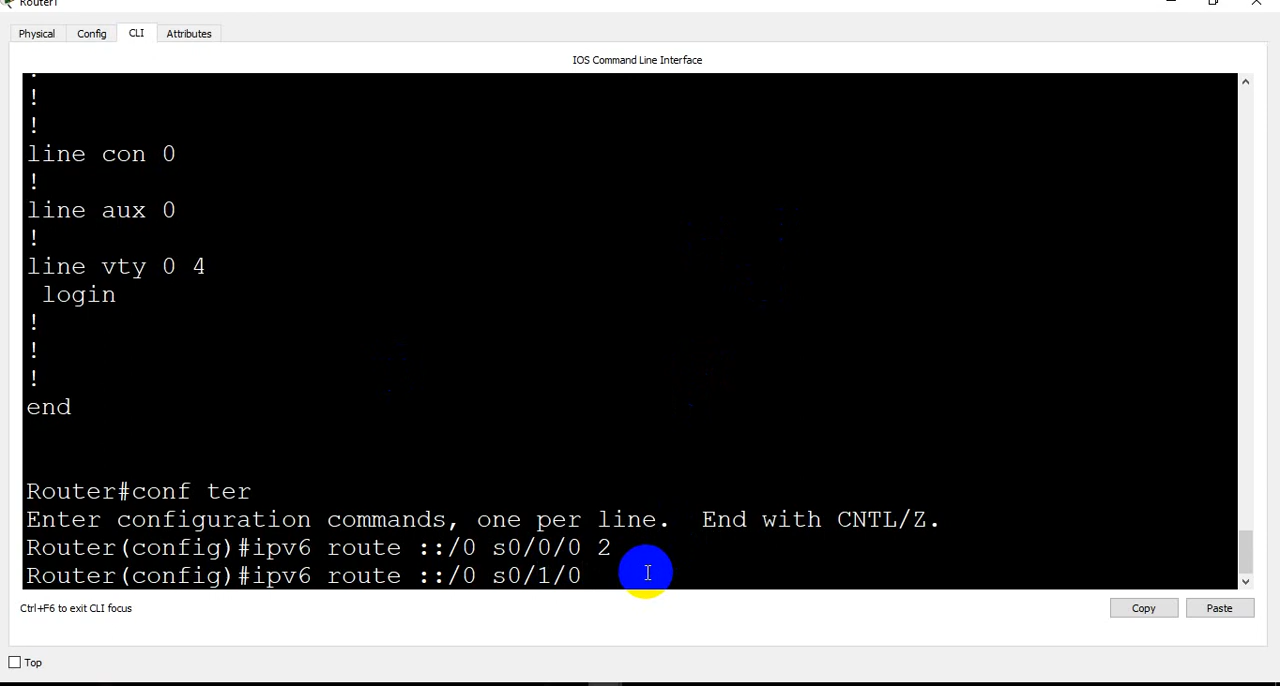 Router1
Physical Config CLI Attributes
IOS Command Line Interface
!
!
!
line con 0
!
line aux 0
!
line vty 0 4
 login
!
!
!
end
Router#conf ter
Enter configuration commands, one per line.  End with CNTL/Z.
Router(config)#ipv6 route ::/0 s0/0/0 2
Router(config)#ipv6 route ::/0 s0/1/0
Ctrl+F6 to exit CLI focus
Copy Paste
Top